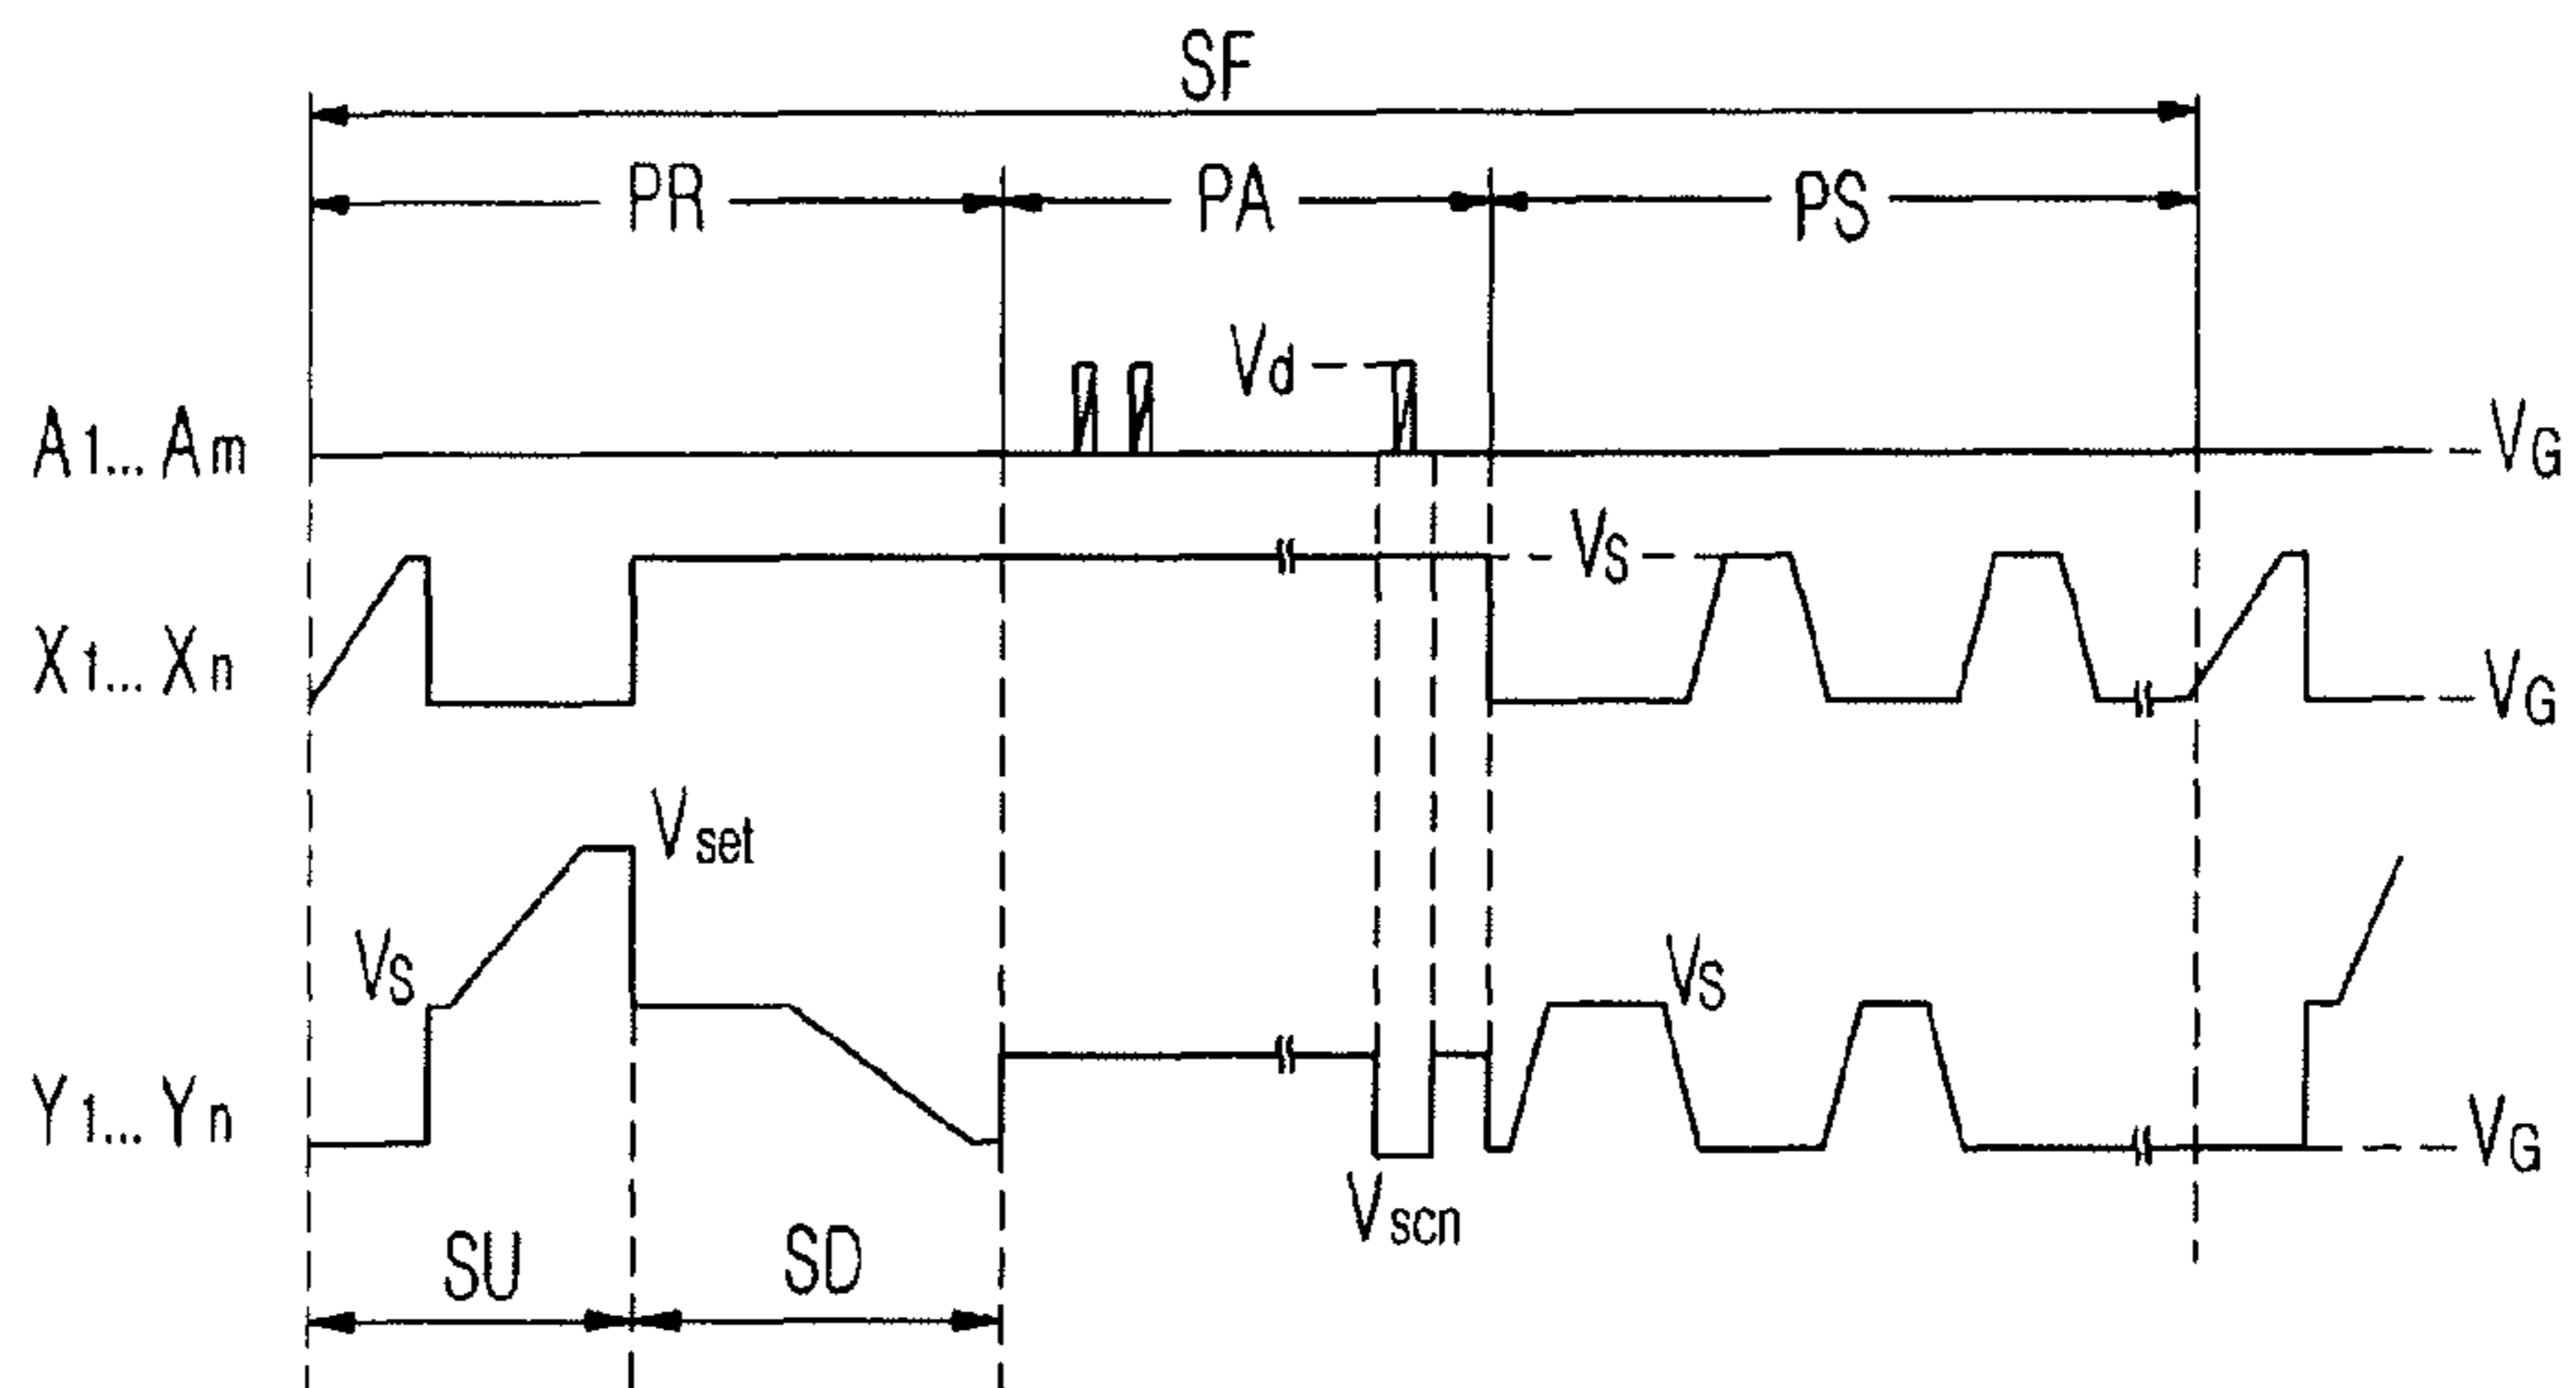 SF
PR PA PS
Vd
A1... Am VG
VS
X1... Xn VG
Vset
VS VS
Y1... Yn VG
Vscn
SU SD